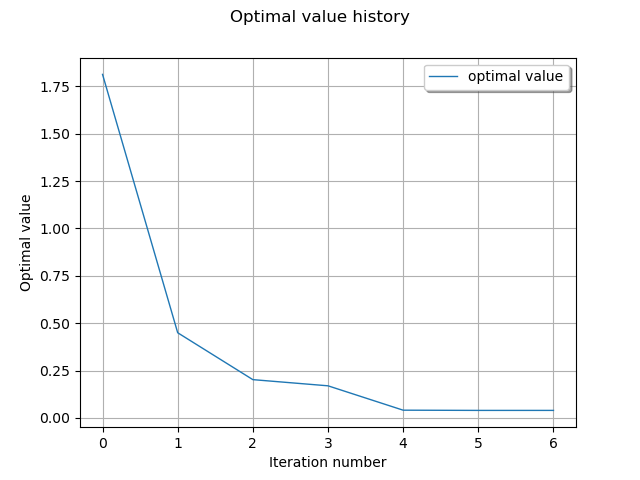 Optimal value history
optimal value
Optimal value
1.75
1.50
1.25
1.00
0.75
0.50
0.25
0.00
0 1 2 3 4 5 6
Iteration number